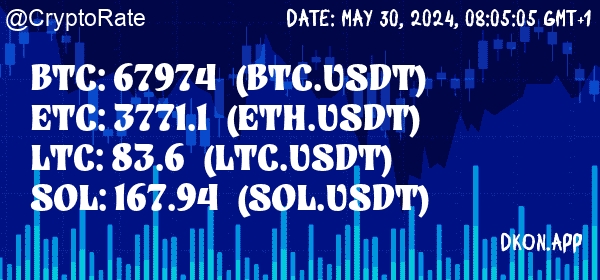 @CryptoRate
DATE: MAY 30, 2024, 08:05:05 GMT+1
BTC: 67974 (BTC.USDT)
ETC: 3771.1 (ETH.USDT)
LTC: 83.6 (LTC.USDT)
SOL: 167.94 (SOL.USDT)
DKON.APP